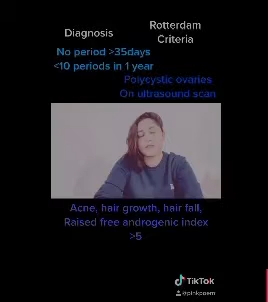 Diagnosis
Rotterdam
Criteria
No period >35days
<10 periods in 1 year
Polycystic ovaries
On ultrasound scan
Acne, hair growth, hair fall,
Raised free androgenic index
>5
TikTok
@pinkpoem